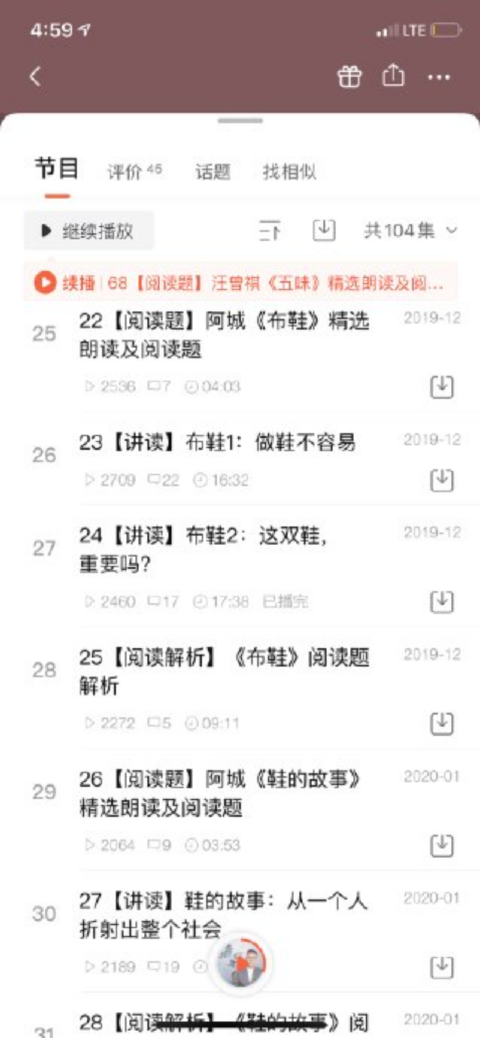 4:59
LTE
节目 评价 45 话题 找相似
继续播放 共104集
续播 | 68【阅读题】汪曾祺《五味》精选朗读及阅...
25 22【阅读题】阿城《布鞋》精选 2019-12
朗读及阅读题
2536 7 04:03
26 23【讲读】布鞋1：做鞋不容易 2019-12
2709 22 16:32
27 24【讲读】布鞋2：这双鞋， 2019-12
重要吗？
2460 17 17:38 已播完
28 25【阅读解析】《布鞋》阅读题 2019-12
解析
2272 5 09:11
29 26【阅读题】阿城《鞋的故事》 2020-01
精选朗读及阅读题
2064 9 03:53
30 27【讲读】鞋的故事：从一个人 2020-01
折射出整个社会
2189 19
31 28【阅读解析】《鞋的故事》阅 2020-01